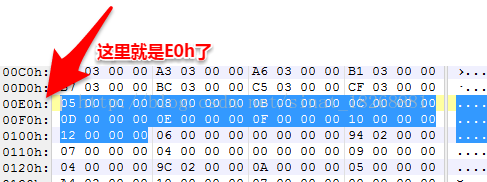 这里就是E0h了
00C0h: 03 00 00 A3 03 00 00 A6 03 00 00 B1 03 00 00
00D0h: 03 00 00 BC 03 00 00 C5 03 00 00 CF 03 00 00
00E0h: 05 00 00 00 08 00 00 00 0B 00 00 00 00 00 00
00F0h: 0D 00 00 00 0E 00 00 00 0F 00 00 00 10 00 00 00
0100h: 12 00 00 00 06 00 00 00 00 00 00 00 94 02 00 00
0110h: 07 00 00 00 04 00 00 00 00 00 00 00 09 00 00 00
0120h: 04 00 00 00 9C 02 00 00 0A 00 00 00 05 00 00 00